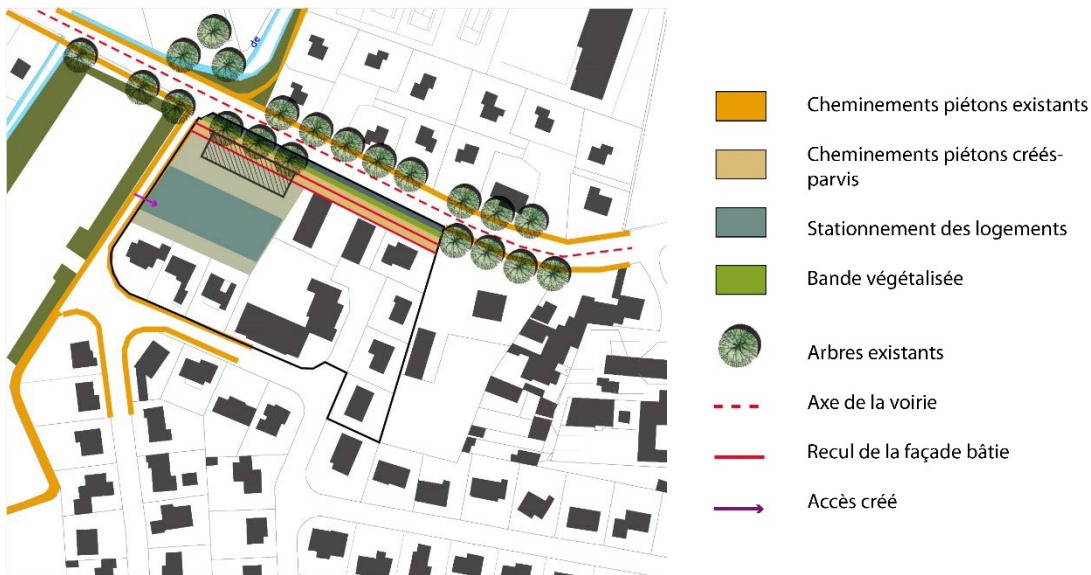 de
Cheminements piétons existants
Cheminements piétons créés-
parvis
Stationnement des logements
Bande végétalisée
Arbres existants
Axe de la voirie
Recul de la façade bâtie
Accès créé